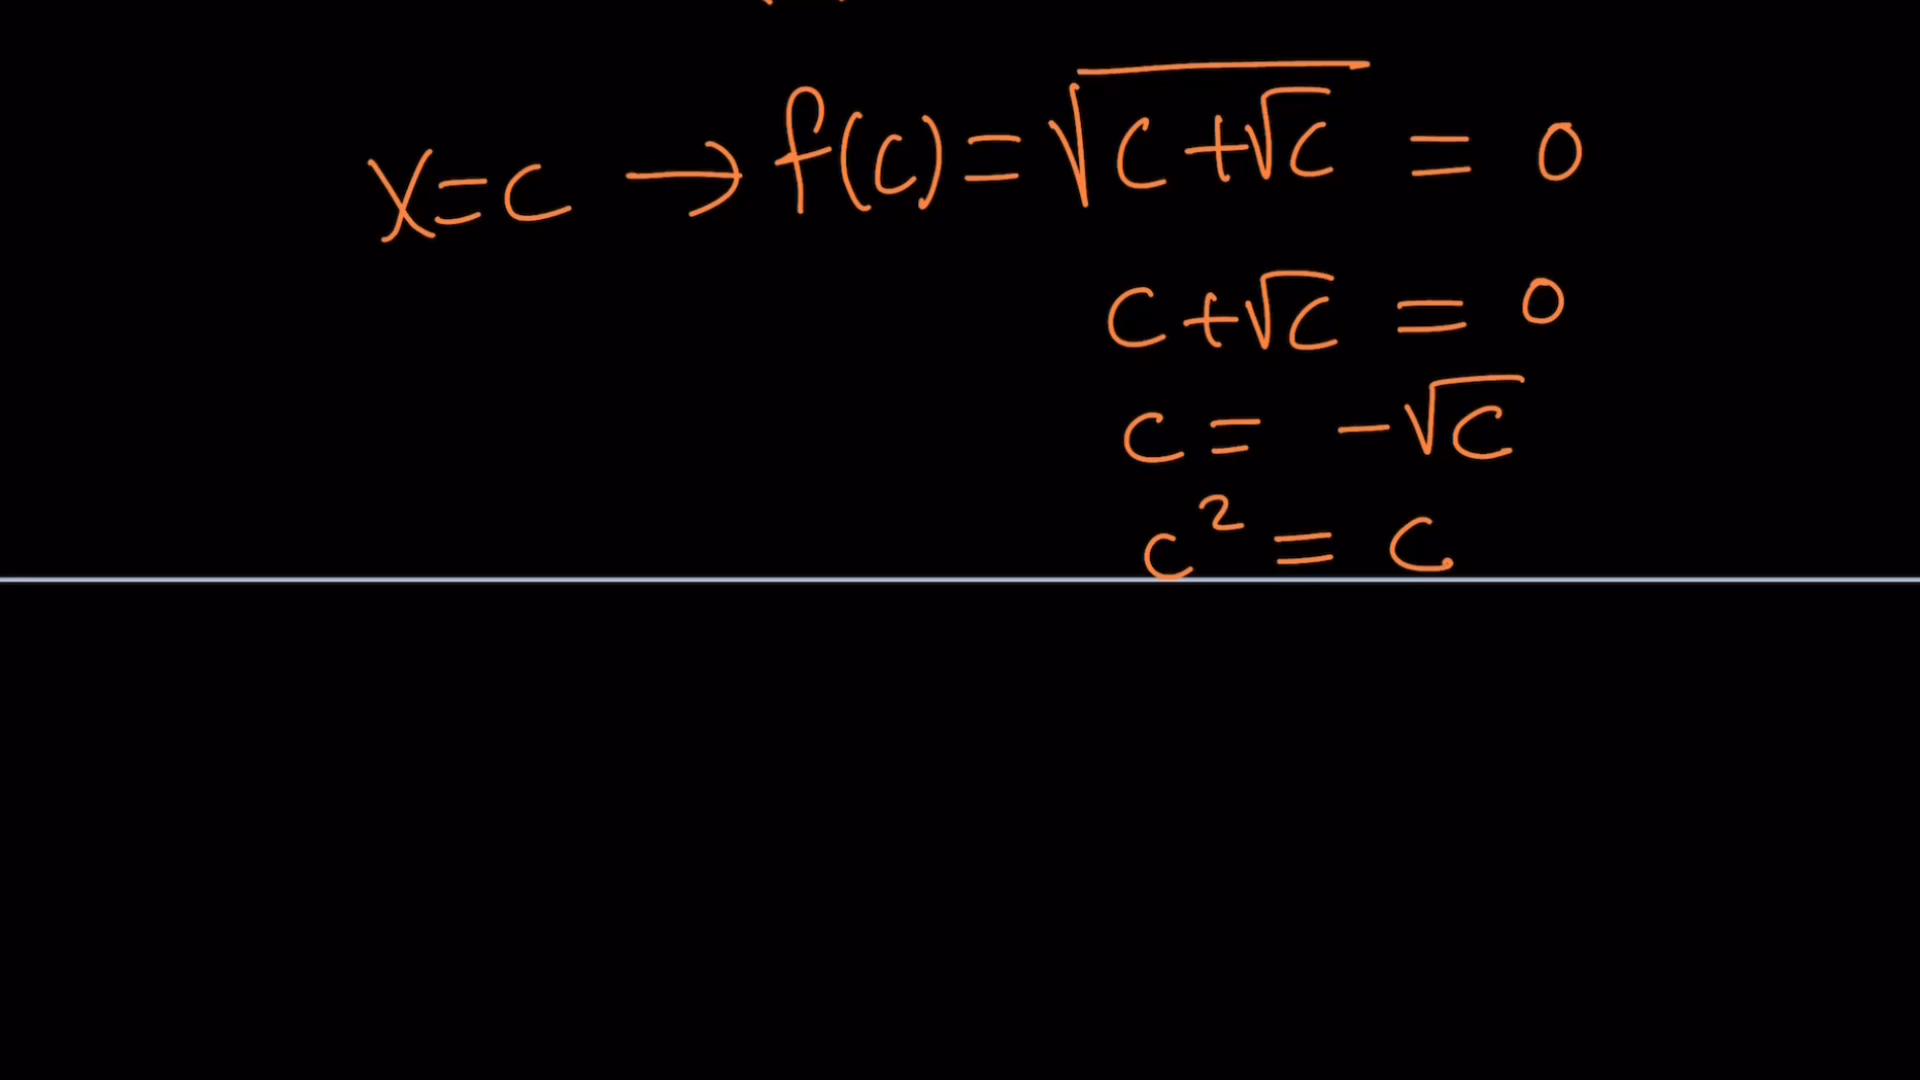 x=c → f(c) = √(c+√c) = 0
c+√c = 0
c = -√c
c² = c